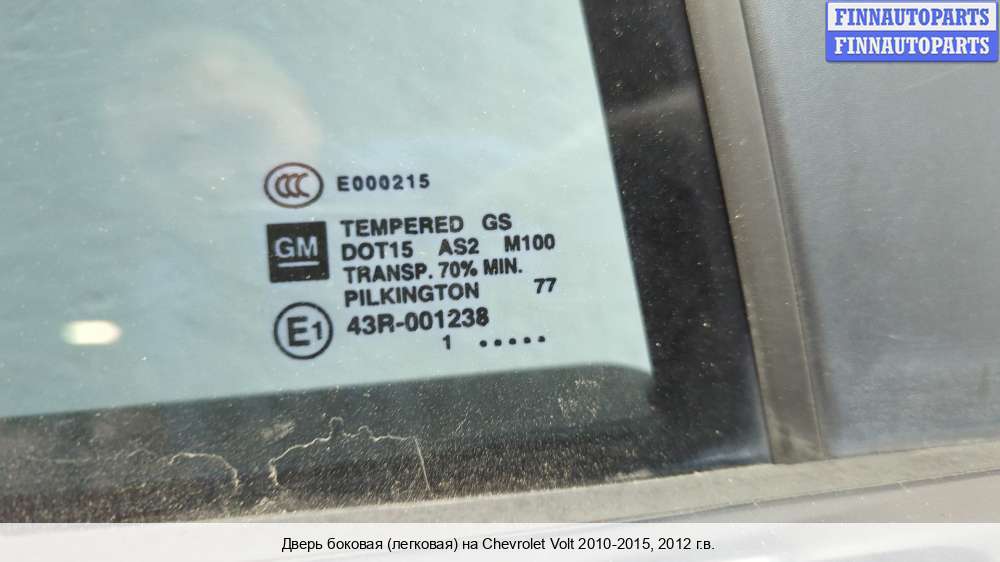 FINNAUTOPARTS
FINNAUTOPARTS
CCC E000215
GM
TEMPERED GS
DOT15 AS2 M100
TRANSP. 70% MIN.
PILKINGTON 77
E1 43R-001238
1 .....
Дверь боковая (легковая) на Chevrolet Volt 2010-2015, 2012 г.в.